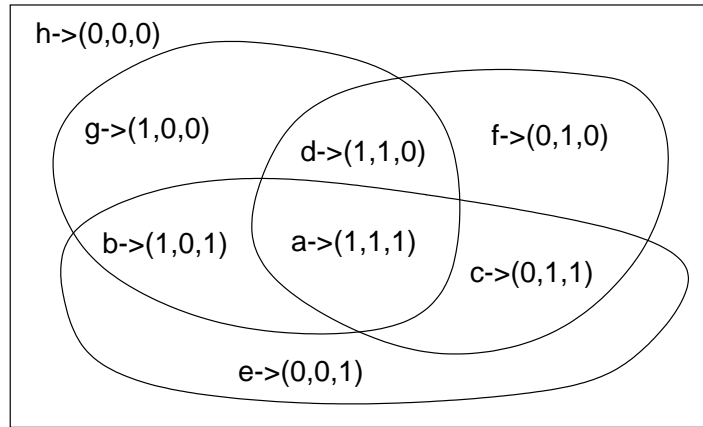 h->(0,0,0)
g->(1,0,0)
d->(1,1,0)
f->(0,1,0)
b->(1,0,1)
a->(1,1,1)
c->(0,1,1)
e->(0,0,1)